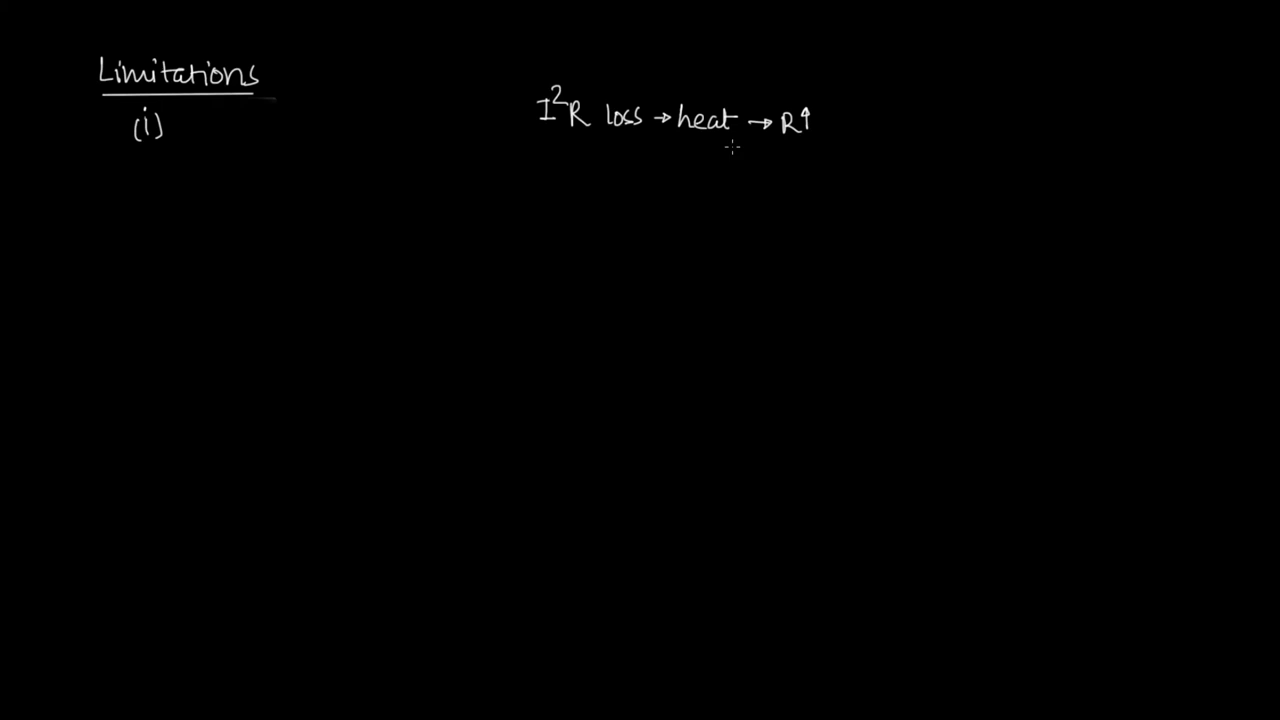 Limitations
(i)
I²R loss → heat → R↑